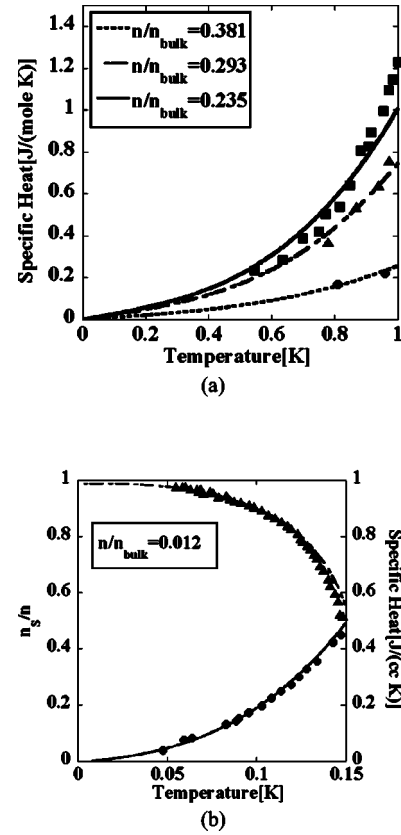 n/n_bulk=0.381
n/n_bulk=0.293
n/n_bulk=0.235
Specific Heat[J/(mole K)]
1.4
1.2
1
0.8
0.6
0.4
0.2
0
0 0.2 0.4 0.6 0.8 1
Temperature[K]
(a)
n/n_bulk=0.012
n_s/n
1
0.8
0.6
0.4
0.2
0
Specific Heat[J/(cc K)]
1
0.8
0.6
0.4
0.2
0
0 0.05 0.1 0.15
Temperature[K]
(b)